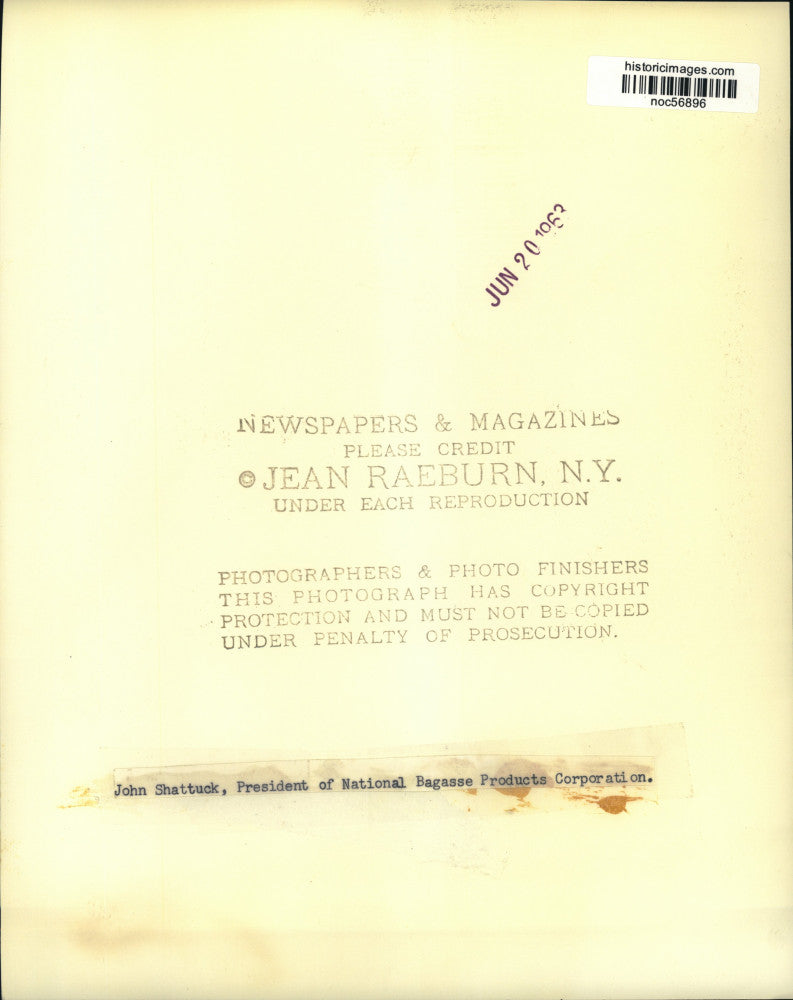 historicimages.com
noc56896
JUN 20 1963
NEWSPAPERS & MAGAZINES
PLEASE CREDIT
© JEAN RAEBURN, N.Y.
UNDER EACH REPRODUCTION
PHOTOGRAPHERS & PHOTO FINISHERS
THIS PHOTOGRAPH HAS COPYRIGHT
PROTECTION AND MUST NOT BE COPIED
UNDER PENALTY OF PROSECUTION.
John Shattuck, President of National Bagasse Products Corporation.